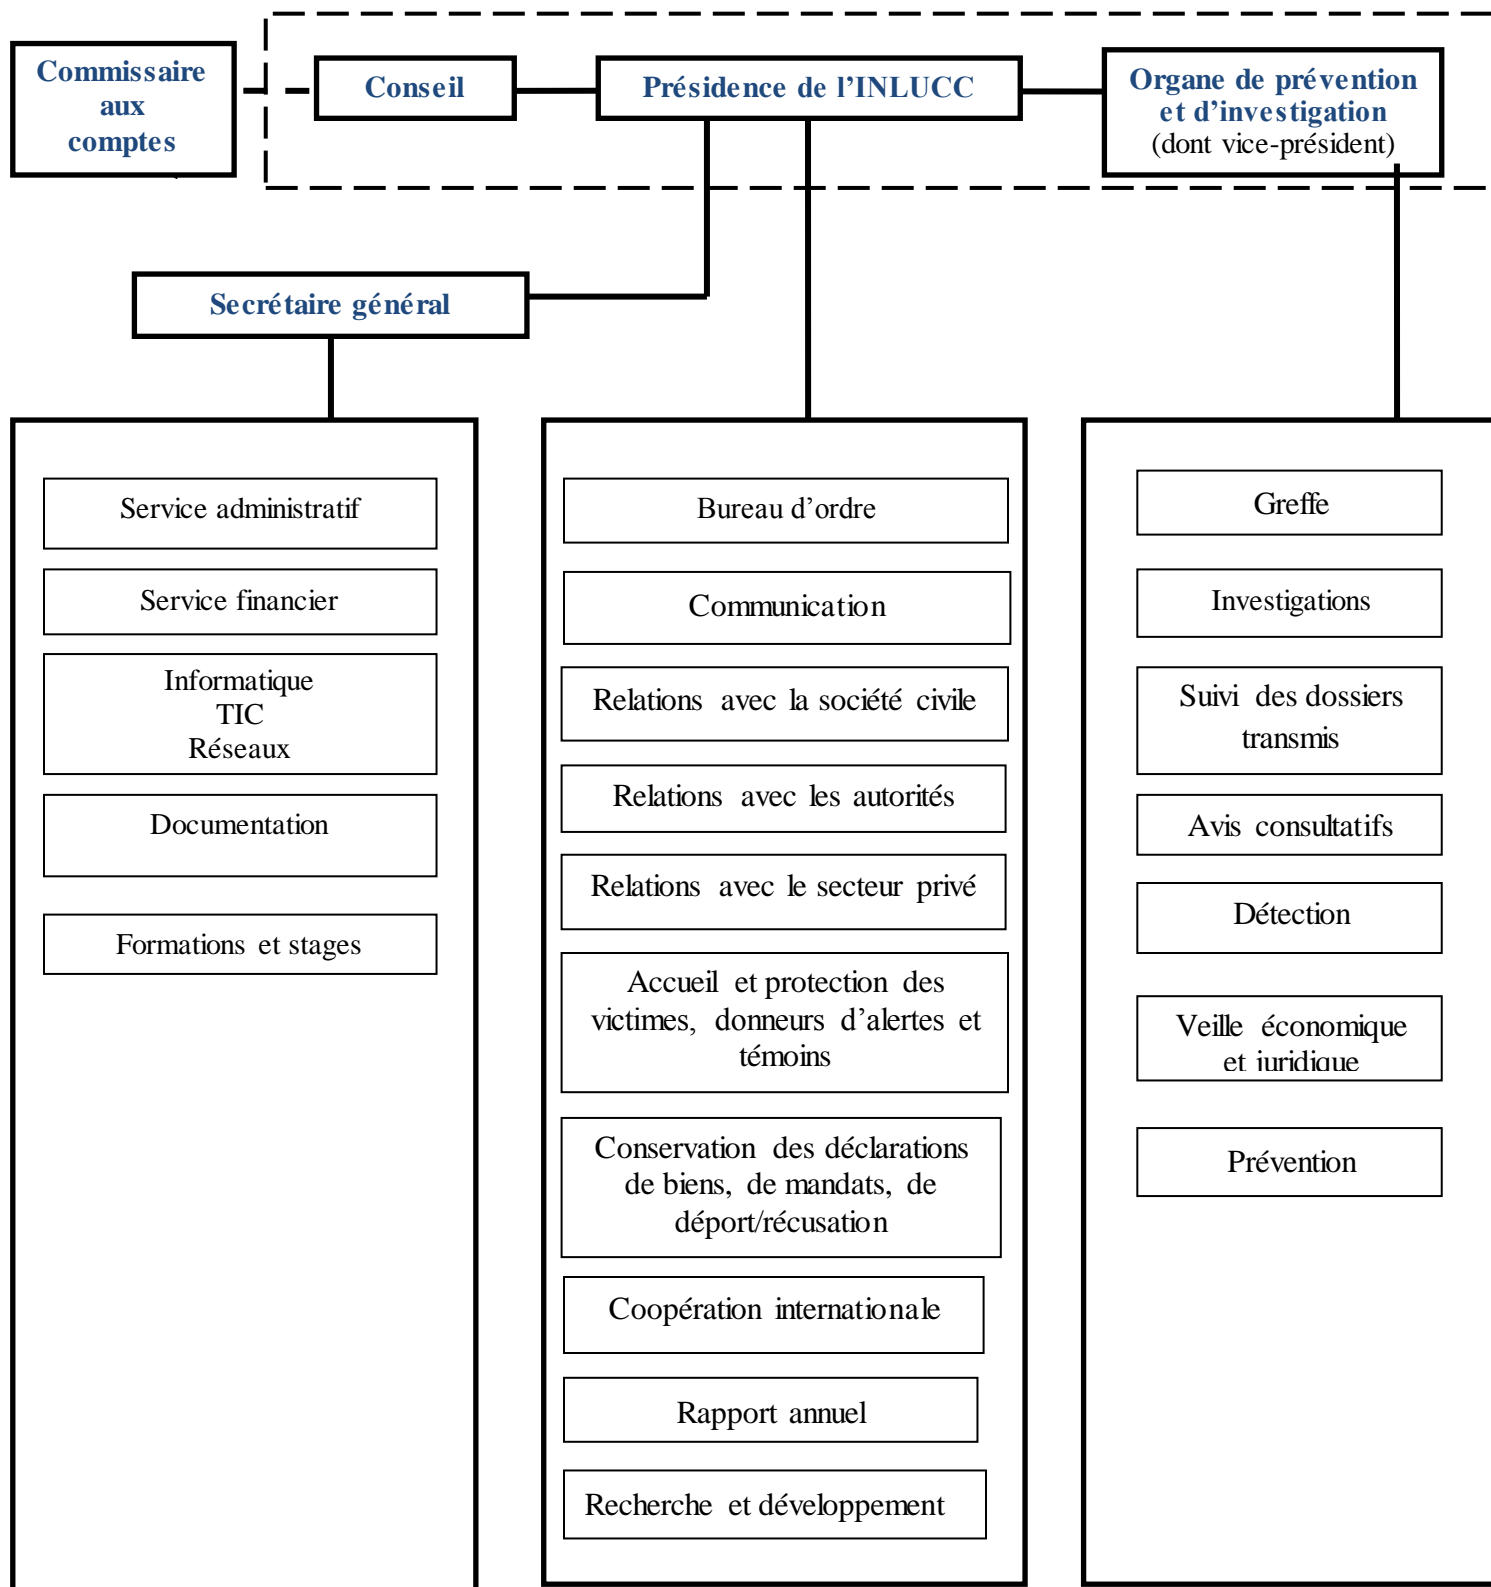 Commissaire
aux
comptes
Conseil
Présidence de l’INLUCC
Organe de prévention
et d’investigation
(dont vice-président)
Secrétaire général
Service administratif
Service financier
Informatique
TIC
Réseaux
Documentation
Formations et stages
Bureau d’ordre
Communication
Relations avec la société civile
Relations avec les autorités
Relations avec le secteur privé
Accueil et protection des
victimes, donneurs d’alertes et
témoins
Conservation des déclarations
de biens, de mandats, de
déport/récusation
Coopération internationale
Rapport annuel
Recherche et développement
Greffe
Investigations
Suivi des dossiers
transmis
Avis consultatifs
Détection
Veille économique
et juridique
Prévention